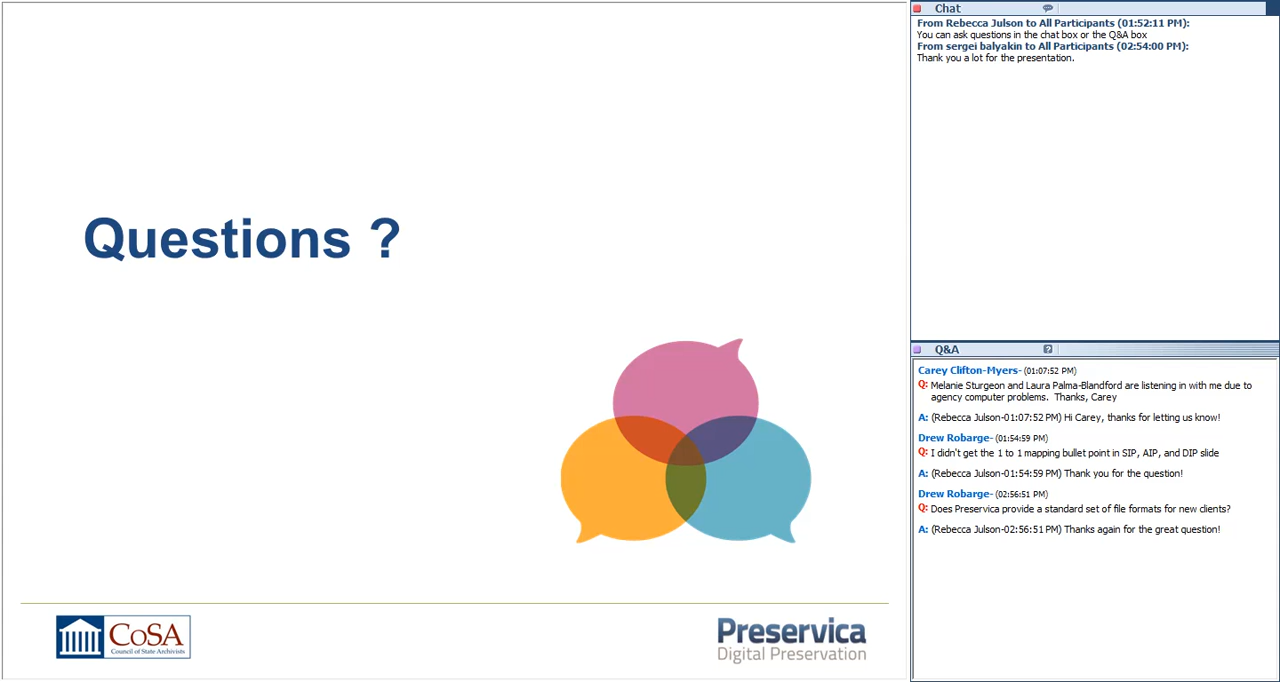 Questions ?
CoSA
Council of State Archivists
Preservica
Digital Preservation
Chat
From Rebecca Julson to All Participants (01:52:11 PM):
You can ask questions in the chat box or the Q&A box
From sergei balyakin to All Participants (02:54:00 PM):
Thank you a lot for the presentation.
Q&A
Carey Clifton-Myers- (01:07:52 PM)
Q: Melanie Sturgeon and Laura Palma-Blandford are listening in with me due to
agency computer problems. Thanks, Carey
A: (Rebecca Julson-01:07:52 PM) Hi Carey, thanks for letting us know!
Drew Robarge- (01:54:59 PM)
Q: I didn't get the 1 to 1 mapping bullet point in SIP, AIP, and DIP slide
A: (Rebecca Julson-01:54:59 PM) Thank you for the question!
Drew Robarge- (02:56:51 PM)
Q: Does Preservica provide a standard set of file formats for new clients?
A: (Rebecca Julson-02:56:51 PM) Thanks again for the great question!